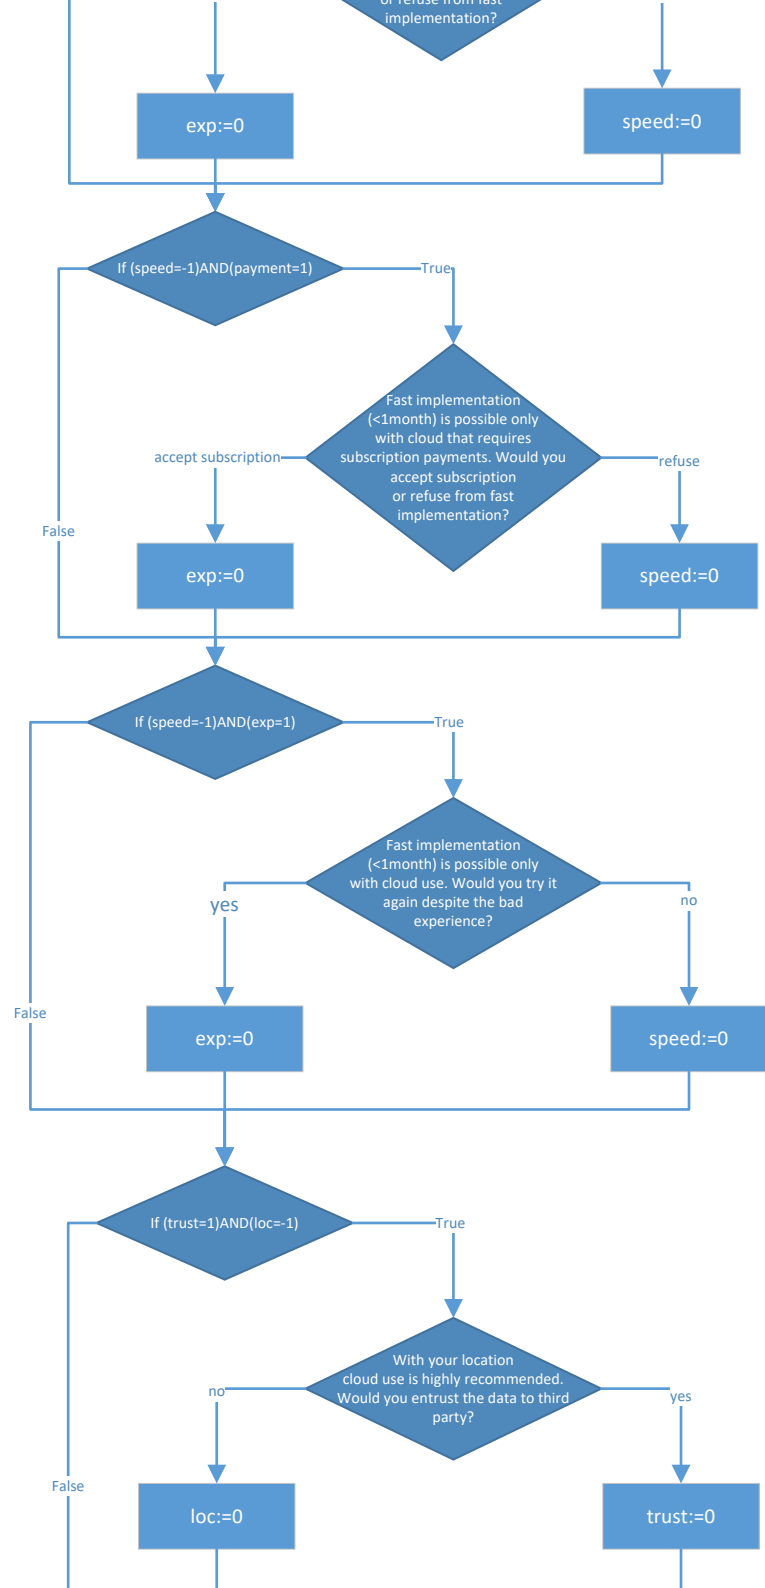 or refuse from fast
implementation?
exp:=0
speed:=0
If (speed=-1)AND(payment=1)
True
Fast implementation
(<1month) is possible only
with cloud that requires
subscription payments. Would you
accept subscription
or refuse from fast
implementation?
accept subscription
refuse
False
exp:=0
speed:=0
If (speed=-1)AND(exp=1)
True
Fast implementation
(<1month) is possible only
with cloud use. Would you try it
again despite the bad
experience?
yes
no
False
exp:=0
speed:=0
If (trust=1)AND(loc=-1)
True
With your location
cloud use is highly recommended.
Would you entrust the data to third
party?
no
yes
False
loc:=0
trust:=0